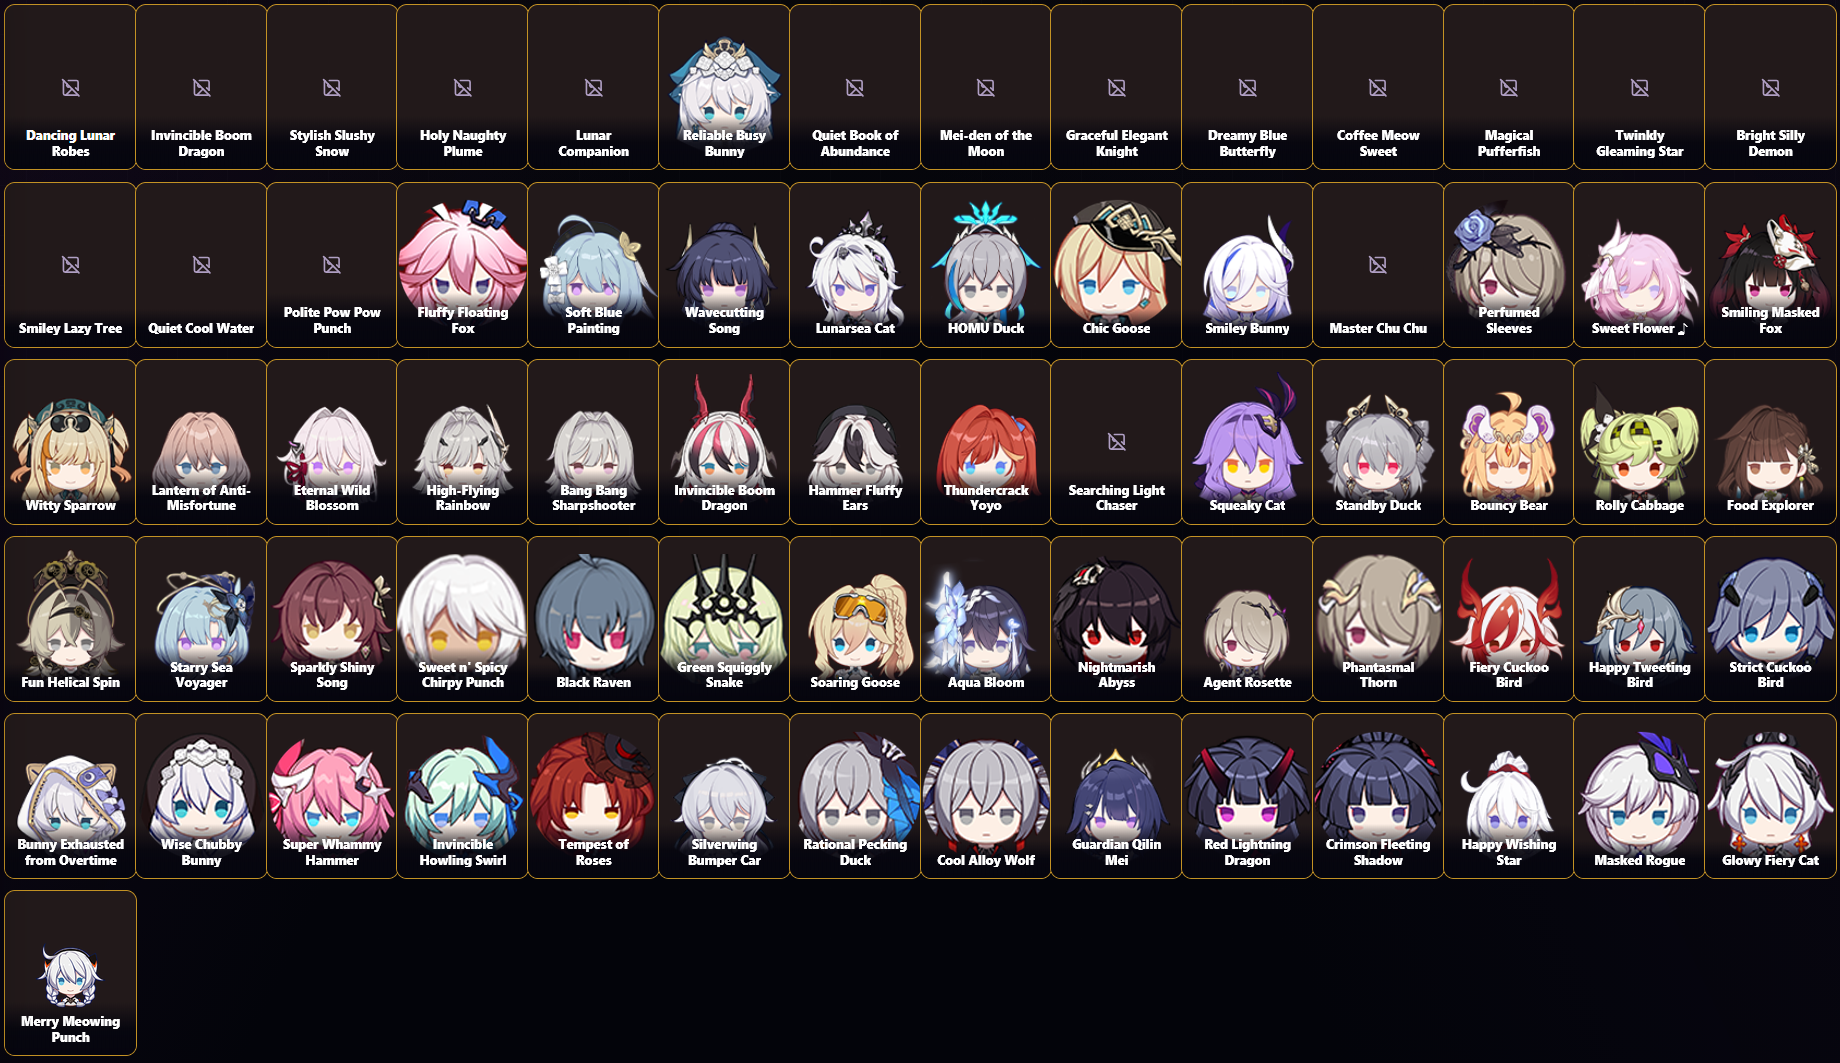 Dancing Lunar
Robes
Invincible Boom
Dragon
Stylish Slushy
Snow
Holy Naughty
Plume
Lunar
Companion
Reliable Busy
Bunny
Quiet Book of
Abundance
Mei-den of the
Moon
Graceful Elegant
Knight
Dreamy Blue
Butterfly
Coffee Meow
Sweet
Magical
Pufferfish
Twinkly
Gleaming Star
Bright Silly
Demon
Smiley Lazy Tree
Quiet Cool Water
Polite Pow Pow
Punch
Fluffy Floating
Fox
Soft Blue
Painting
Wavecutting
Song
Lunarsea Cat
HOMU Duck
Chic Goose
Smiley Bunny
Master Chu Chu
Perfumed
Sleeves
Sweet Flower ♪
Smiling Masked
Fox
Witty Sparrow
Lantern of Anti-
Misfortune
Eternal Wild
Blossom
High-Flying
Rainbow
Bang Bang
Sharpshooter
Invincible Boom
Dragon
Hammer Fluffy
Ears
Thundercrack
Yoyo
Searching Light
Chaser
Squeaky Cat
Standby Duck
Bouncy Bear
Rolly Cabbage
Food Explorer
Fun Helical Spin
Starry Sea
Voyager
Sparkly Shiny
Song
Sweet n' Spicy
Chirpy Punch
Black Raven
Green Squiggly
Snake
Soaring Goose
Aqua Bloom
Nightmarish
Abyss
Agent Rosette
Phantasmal
Thorn
Fiery Cuckoo
Bird
Happy Tweeting
Bird
Strict Cuckoo
Bird
Bunny Exhausted
from Overtime
Wise Chubby
Bunny
Super Whammy
Hammer
Invincible
Howling Swirl
Tempest of
Roses
Silverwing
Bumper Car
Rational Pecking
Duck
Cool Alloy Wolf
Guardian Qilin
Mei
Red Lightning
Dragon
Crimson Fleeting
Shadow
Happy Wishing
Star
Masked Rogue
Glowy Fiery Cat
Merry Meowing
Punch